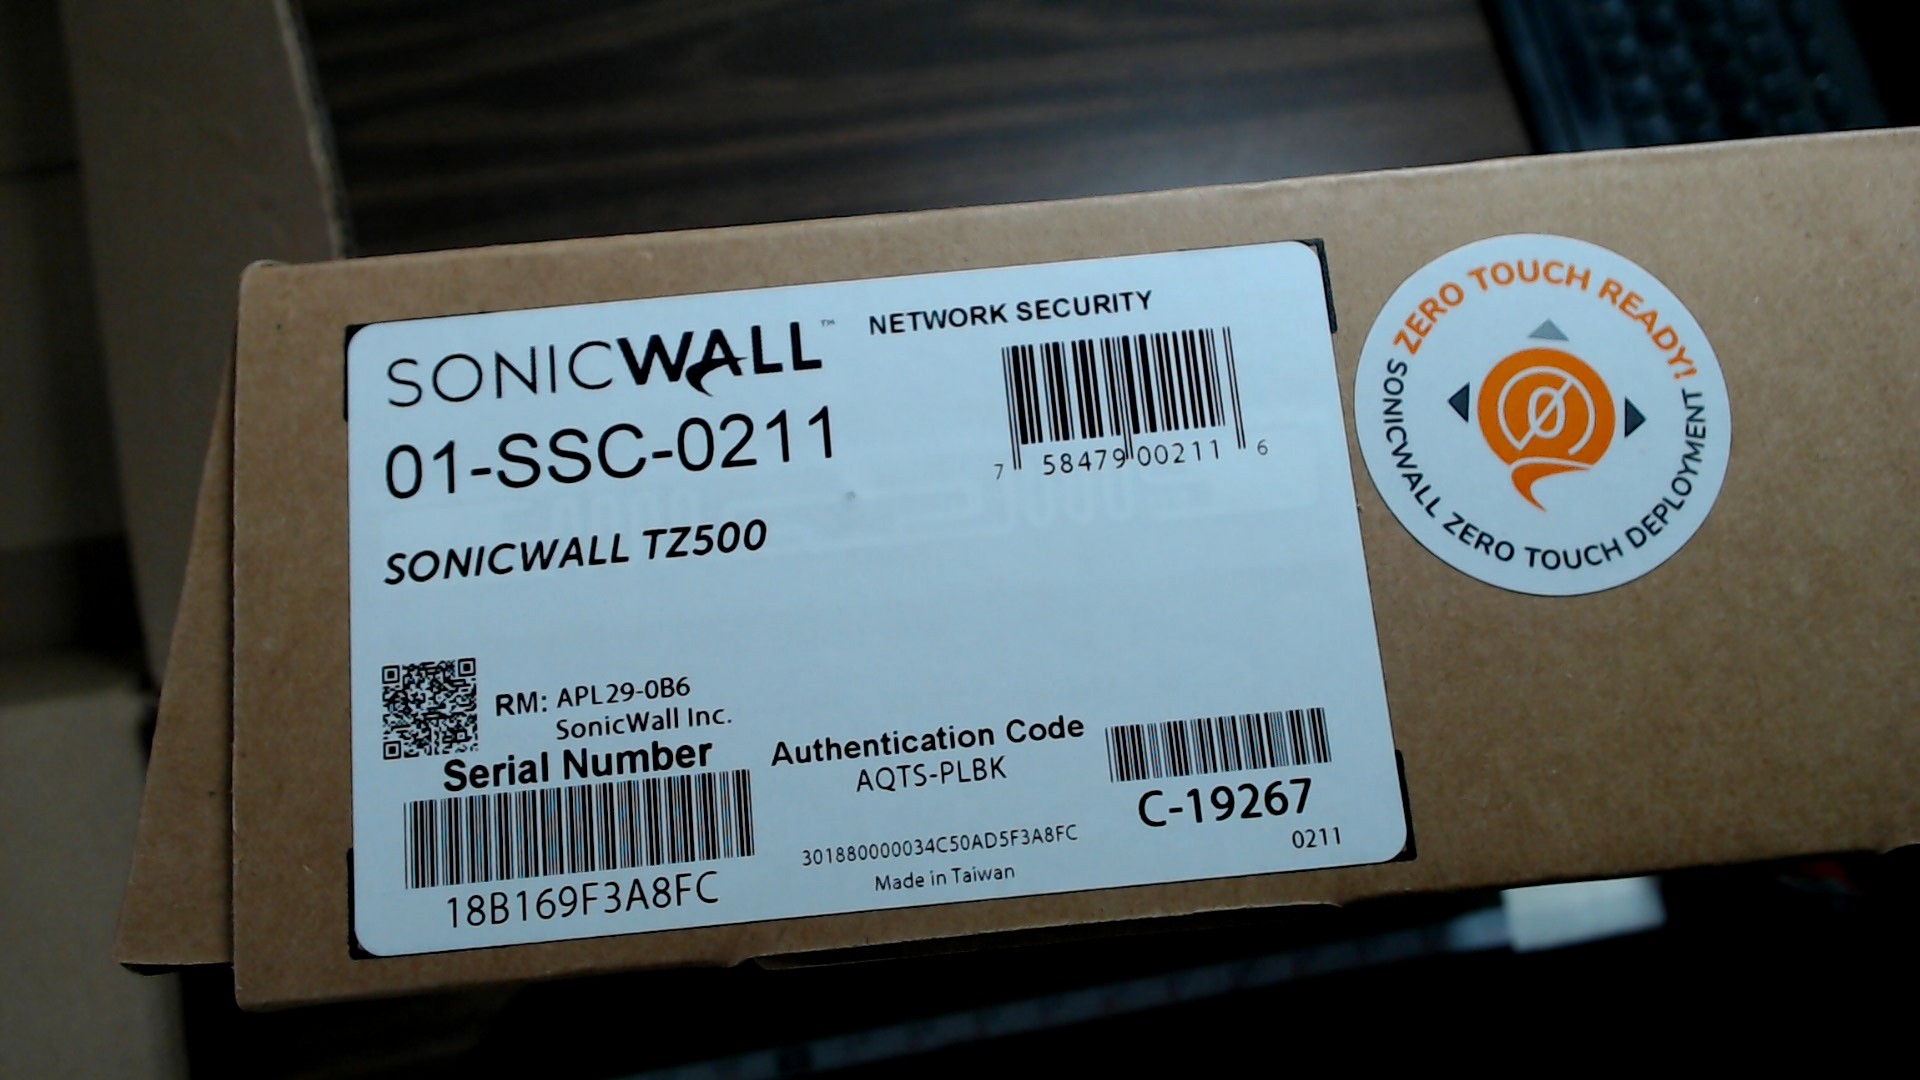 SONICWALL™ NETWORK SECURITY
01-SSC-0211
7 58479 00211 6
SONICWALL TZ500
RM: APL29-0B6
SonicWall Inc.
Serial Number
18B169F3A8FC
Authentication Code
AQTS-PLBK
301880000034C50AD5F3A8FC
Made in Taiwan
C-19267
0211
ZERO TOUCH READY!
SONICWALL ZERO TOUCH DEPLOYMENT